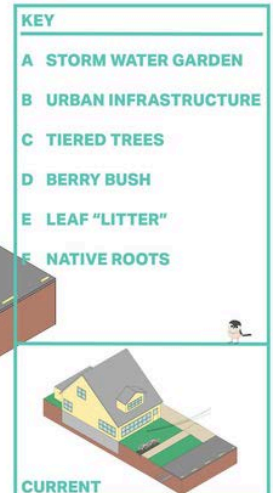 KEY
A STORM WATER GARDEN
B URBAN INFRASTRUCTURE
C TIERED TREES
D BERRY BUSH
E LEAF “LITTER”
F NATIVE ROOTS
CURRENT